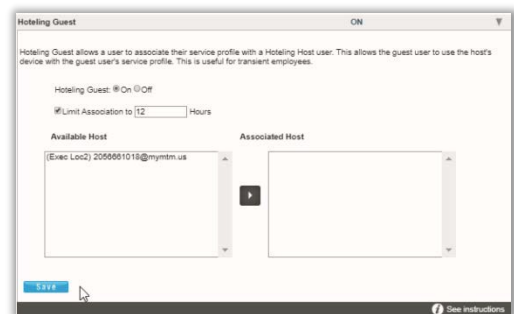 Hoteling Guest ON
Hoteling Guest allows a user to associate their service profile with a Hoteling Host user. This allows the guest user to use the host's
device with the guest user's service profile. This is useful for transient employees.
Hoteling Guest: On Off
Limit Association to 12 Hours
Available Host Associated Host
(Exec Loc2) 2056661018@mymtm.us
Save
See instructions